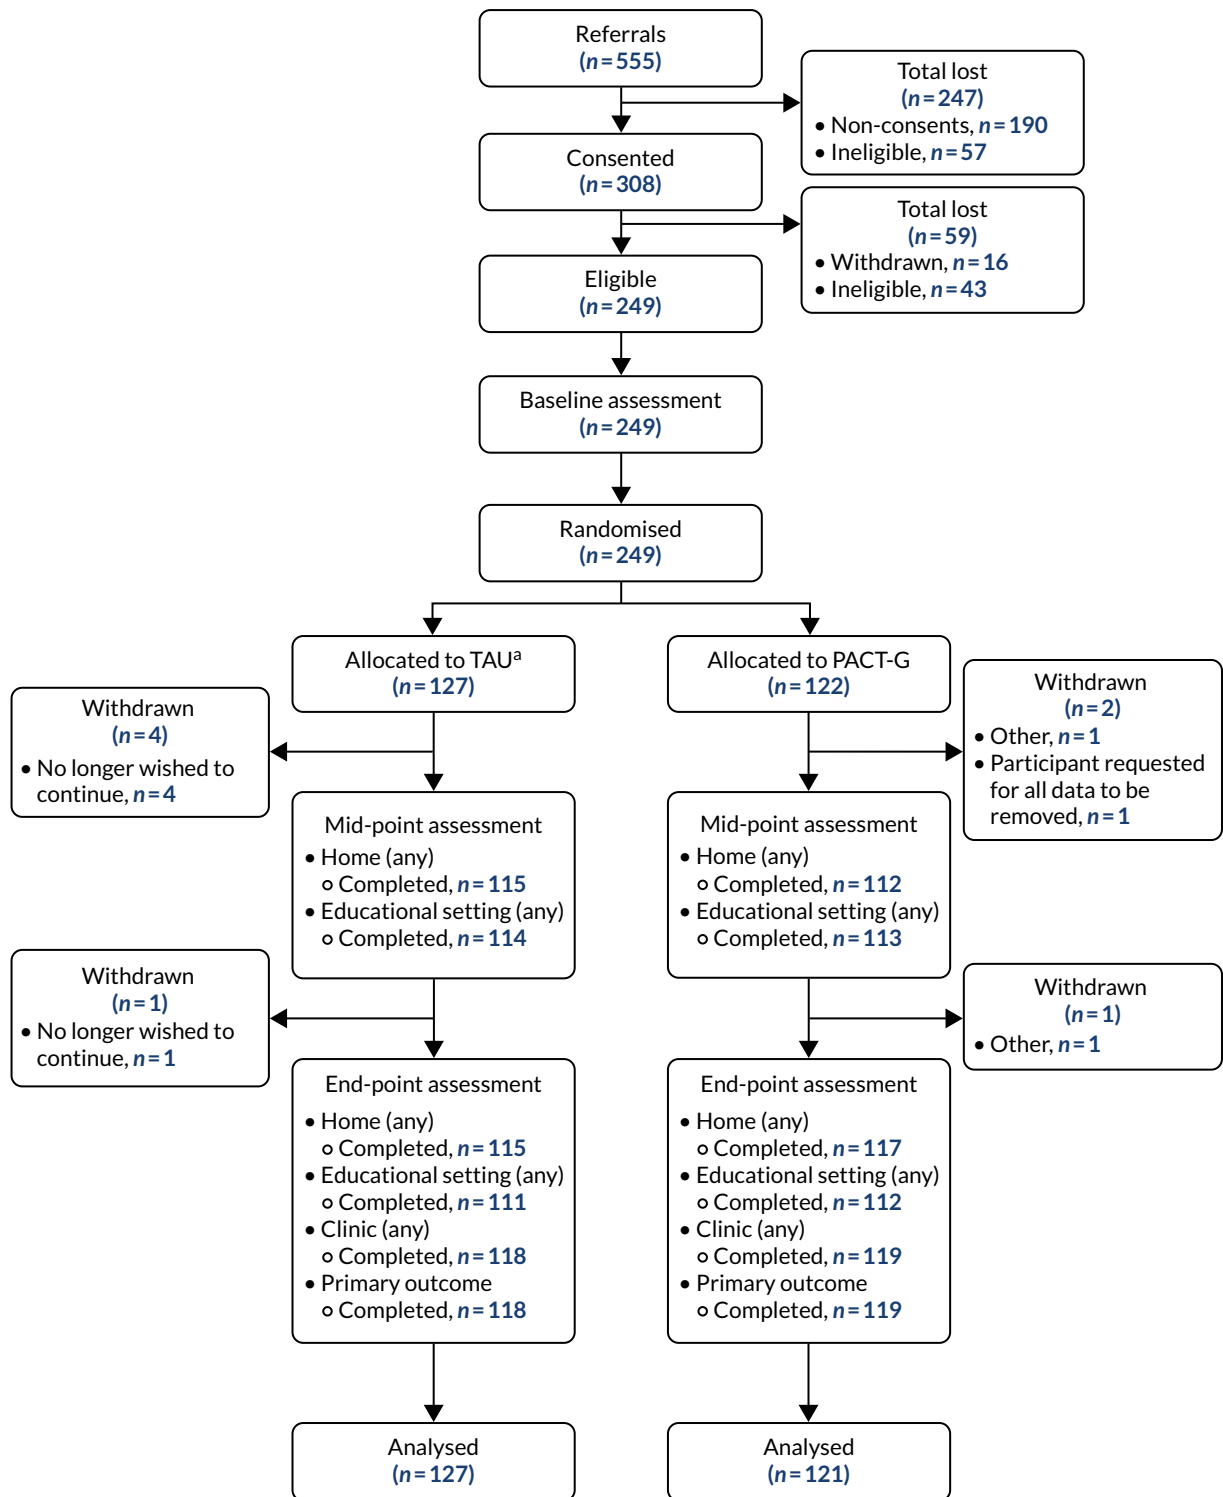 Referrals
(n=555)
Total lost
(n=247)
• Non-consents, n=190
• Ineligible, n=57
Consented
(n=308)
Total lost
(n=59)
• Withdrawn, n=16
• Ineligible, n=43
Eligible
(n=249)
Baseline assessment
(n=249)
Randomised
(n=249)
Allocated to TAUª
(n=127)
Allocated to PACT-G
(n=122)
Withdrawn
(n=4)
• No longer wished to
continue, n=4
Withdrawn
(n=2)
• Other, n=1
• Participant requested
for all data to be
removed, n=1
Mid-point assessment
• Home (any)
○ Completed, n=115
• Educational setting (any)
○ Completed, n=114
Mid-point assessment
• Home (any)
○ Completed, n=112
• Educational setting (any)
○ Completed, n=113
Withdrawn
(n=1)
• No longer wished to
continue, n=1
Withdrawn
(n=1)
• Other, n=1
End-point assessment
• Home (any)
○ Completed, n=115
• Educational setting (any)
○ Completed, n=111
• Clinic (any)
○ Completed, n=118
• Primary outcome
○ Completed, n=118
End-point assessment
• Home (any)
○ Completed, n=117
• Educational setting (any)
○ Completed, n=112
• Clinic (any)
○ Completed, n=119
• Primary outcome
○ Completed, n=119
Analysed
(n=127)
Analysed
(n=121)